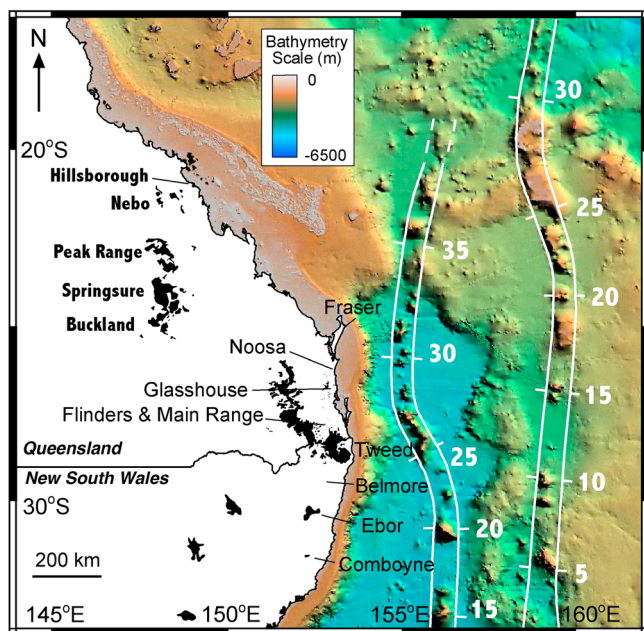 N
Bathymetry
Scale (m)
0
-6500
30
20°S
Hillsborough
Nebo
25
35
Peak Range
Springsure
20
Buckland
Fraser
Noosa
30
Glasshouse
15
Flinders & Main Range
Queensland
Tweed
25
New South Wales
Belmore
10
30°S
Ebor
20
Comboyne
5
200 km
15
145°E
150°E
155°E
160°E